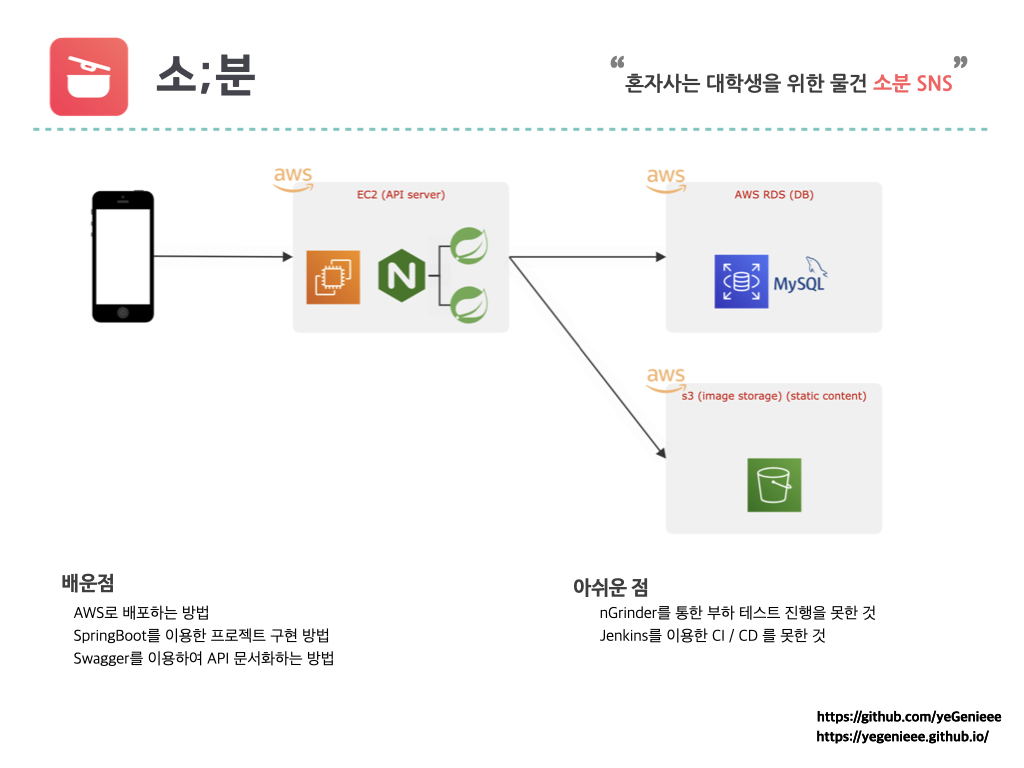 소;분
“혼자사는 대학생을 위한 물건 소분 SNS”
aws
EC2 (API server)
N
aws
AWS RDS (DB)
MySQL
aws
s3 (image storage) (static content)
배운점
AWS로 배포하는 방법
SpringBoot를 이용한 프로젝트 구현 방법
Swagger를 이용하여 API 문서화하는 방법
아쉬운 점
nGrinder를 통한 부하 테스트 진행을 못한 것
Jenkins를 이용한 CI / CD 를 못한 것
https://github.com/yeGenieee
https://yegenieee.github.io/